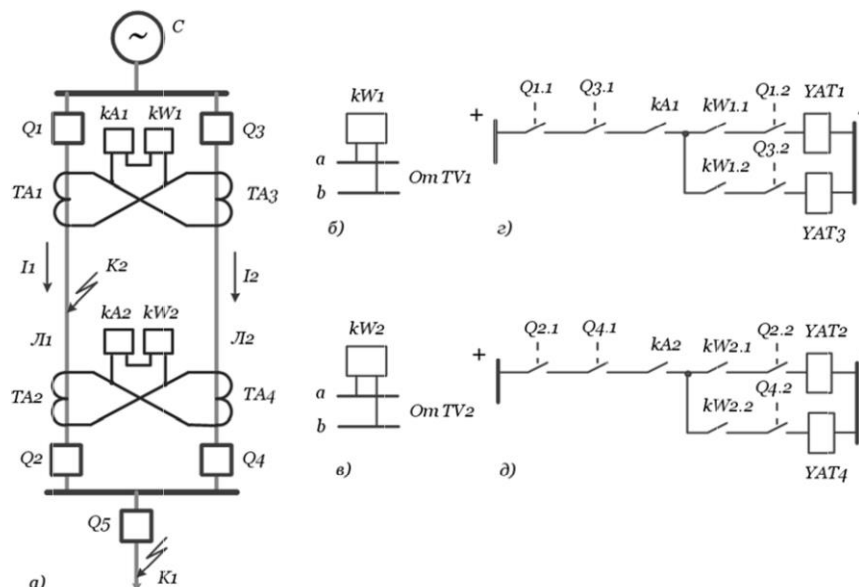 C
Q1
kA1
kW1
Q3
TA1
TA3
I1
K2
I2
kA2
kW2
Л1
Л2
TA2
TA4
Q2
Q4
Q5
K1
а)
kW1
a
b
От TV1
б)
kW2
a
b
От TV2
в)
+
Q1.1
Q3.1
kA1
kW1.1
Q1.2
YAT1
kW1.2
Q3.2
YAT3
г)
+
Q2.1
Q4.1
kA2
kW2.1
Q2.2
YAT2
kW2.2
Q4.2
YAT4
д)